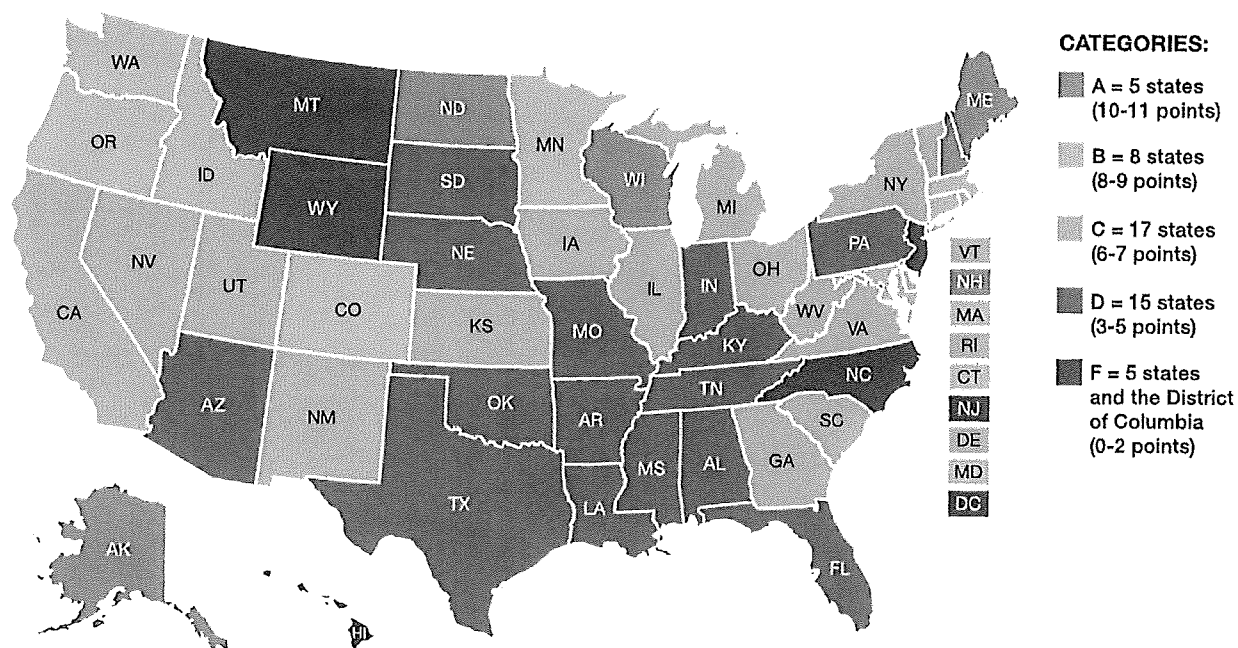 CATEGORIES:
A = 5 states
(10-11 points)
B = 8 states
(8-9 points)
C = 17 states
(6-7 points)
D = 15 states
(3-5 points)
F = 5 states
and the District
of Columbia
(0-2 points)
WA
MT
ND
MN
ME
OR
ID
SD
WI
NY
WY
MI
NE
IA
PA
NV
UT
CO
IL
IN
OH
CA
KS
MO
WV
VA
KY
AZ
NM
OK
AR
TN
NC
SC
TX
LA
MS
AL
GA
AK
HI
FL
VT
NH
MA
RI
CT
NJ
DE
MD
DC